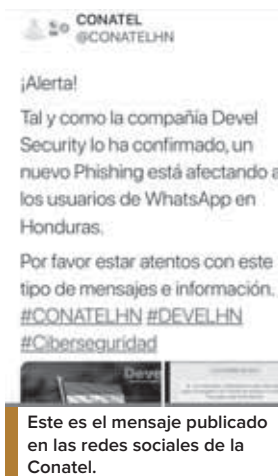 CONATEL
@CONATELHN
¡Alerta!
Tal y como la compañía Devel
Security lo ha confirmado, un
nuevo Phishing está afectando a
los usuarios de WhatsApp en
Honduras.
Por favor estar atentos con este
tipo de mensajes e información.
#CONATELHN #DEVELHN
#Ciberseguridad
Deve
Este es el mensaje publicado
en las redes sociales de la
Conatel.